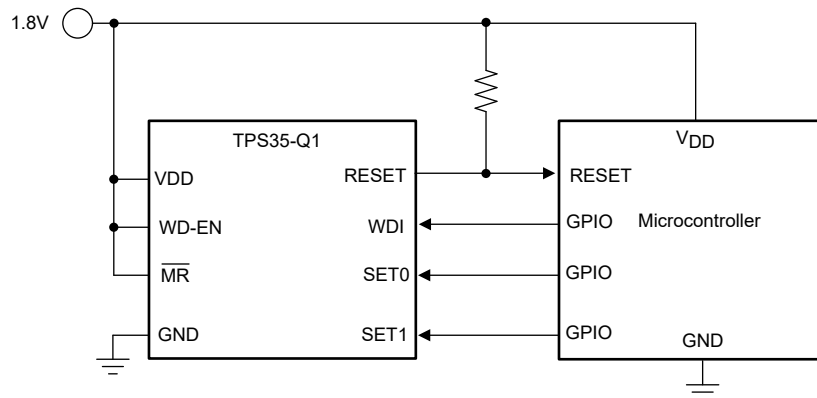 1.8V
TPS35-Q1
VDD
WD-EN
MR
GND
RESET
WDI
SET0
SET1
VDD
RESET
GPIO
Microcontroller
GPIO
GPIO
GND